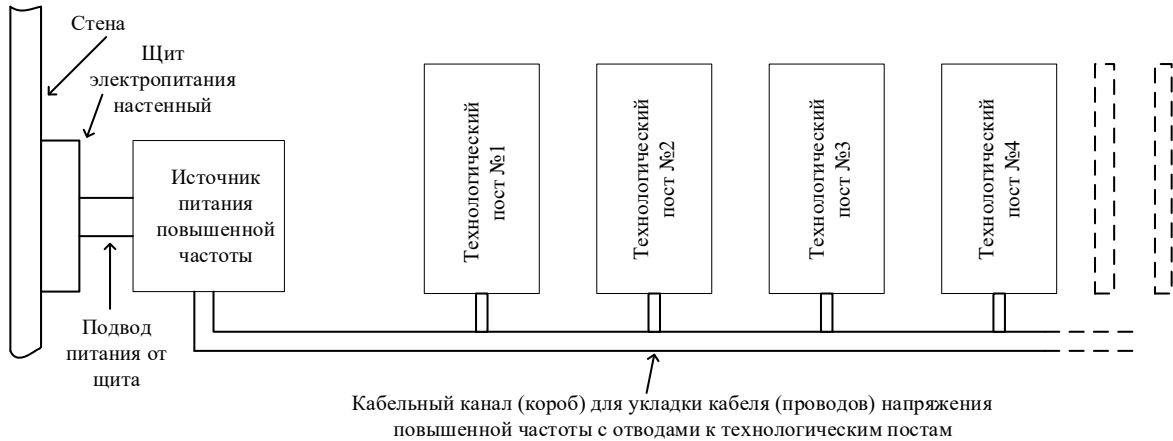 Стена
Щит
электропитания
настенный
Источник
питания
повышенной
частоты
Подвод
питания от
щита
Технологический
пост №1
Технологический
пост №2
Технологический
пост №3
Технологический
пост №4
Кабельный канал (короб) для укладки кабеля (проводов) напряжения
повышенной частоты с отводами к технологическим постам